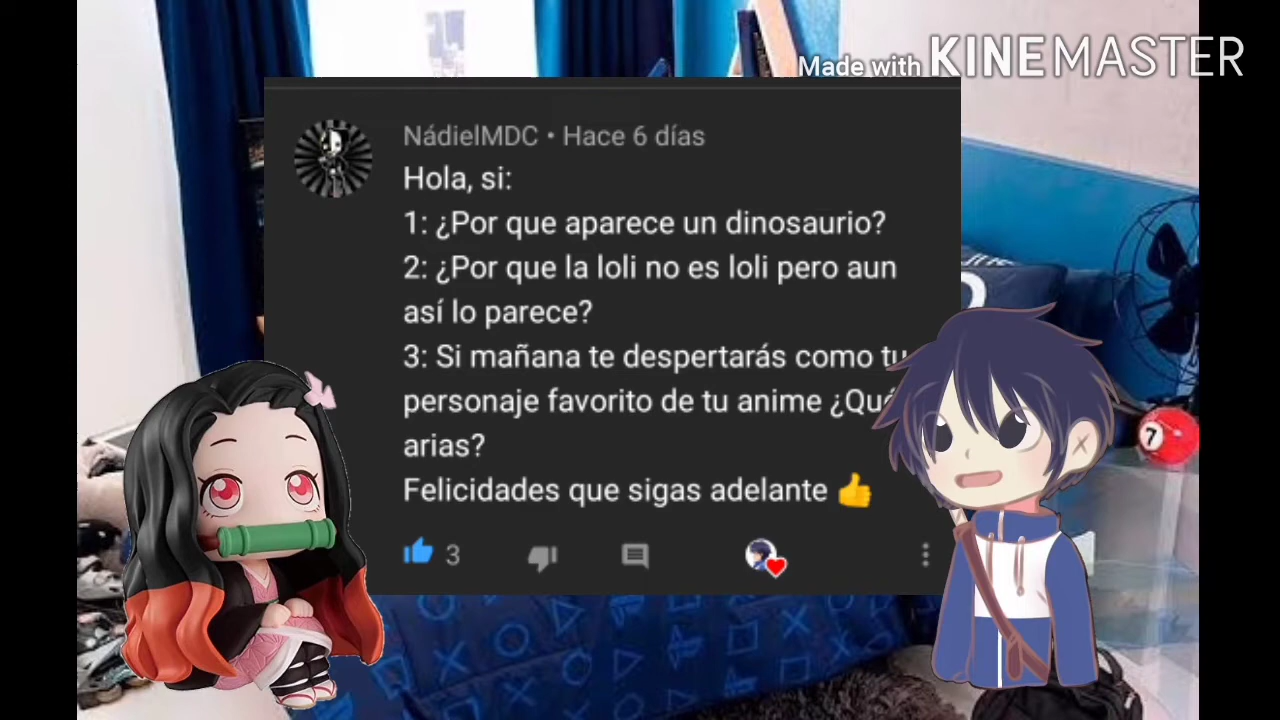 Made with KINEMASTER
NádielMDC • Hace 6 días
Hola, si:
1: ¿Por que aparece un dinosaurio?
2: ¿Por que la loli no es loli pero aun
así lo parece?
3: Si mañana te despertarás como tu
personaje favorito de tu anime ¿Qué
arias?
Felicidades que sigas adelante 👍
3
7